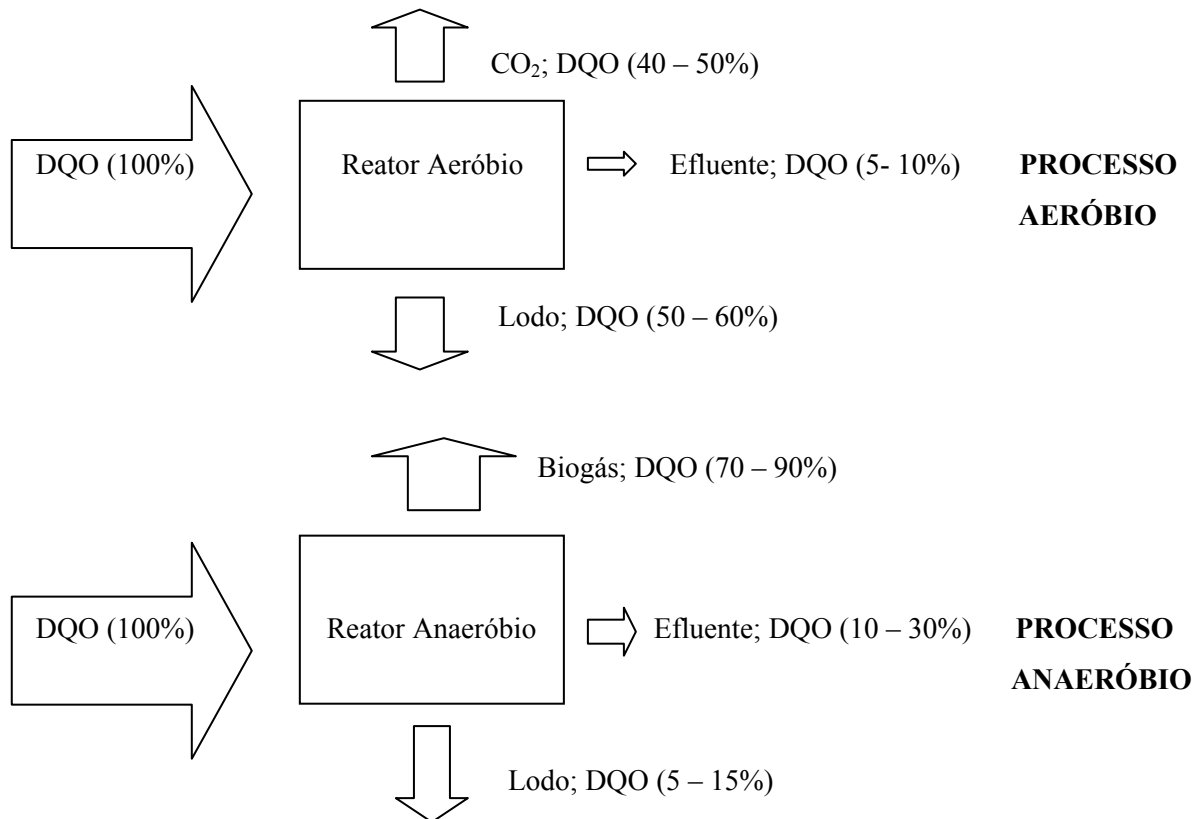 CO₂; DQO (40 – 50%)
DQO (100%)
Reator Aeróbio
Efluente; DQO (5- 10%)
PROCESSO
AERÓBIO
Lodo; DQO (50 – 60%)
Biogás; DQO (70 – 90%)
DQO (100%)
Reator Anaeróbio
Efluente; DQO (10 – 30%)
PROCESSO
ANAERÓBIO
Lodo; DQO (5 – 15%)